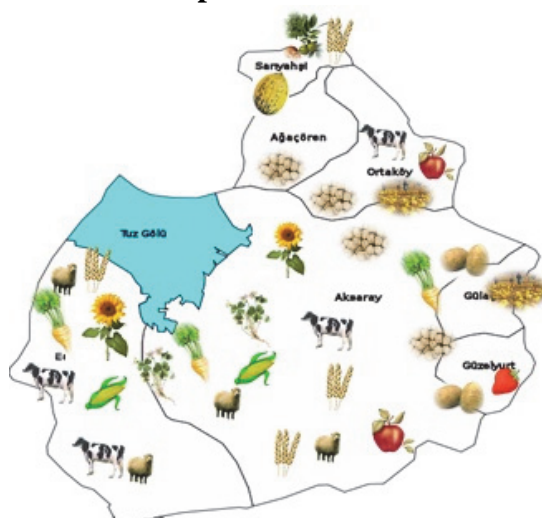 Sarıyahşi
Ağaçören
Ortaköy
Tuz Gölü
Aksaray
Güzelyurt